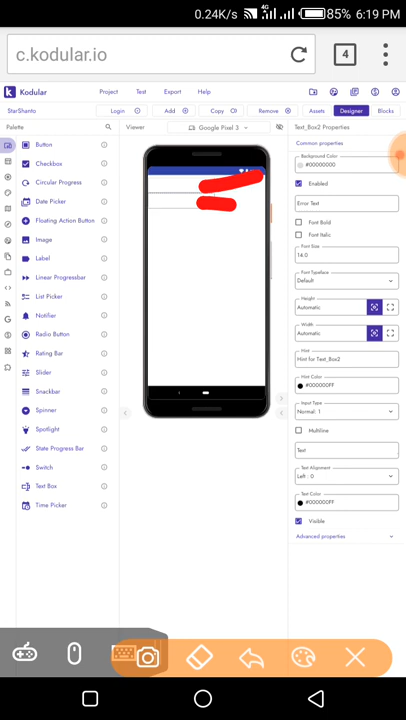 0.24K/s 4G 85% 6:19 PM
c.kodular.io 4
Kodular Project Test Export Help
StarShanto Login Add Copy Remove Assets Designer Blocks
Palette Viewer Google Pixel 3 Text_Box2 Properties
Common properties
Button
Checkbox
Circular Progress
Date Picker
Floating Action Button
Image
Label
Linear Progressbar
List Picker
Notifier
Radio Button
Rating Bar
Slider
Snackbar
Spinner
Spotlight
State Progress Bar
Switch
Text Box
Time Picker
Background Color
#00000000
Enabled
Error Text
Font Bold
Font Italic
Font Size
14.0
Font Typeface
Default
Height
Automatic
Width
Automatic
Hint
Hint for Text_Box2
Hint Color
#000000FF
Input Type
Normal: 1
Multiline
Text
Text Alignment
Left : 0
Text Color
#000000FF
Visible
Advanced properties